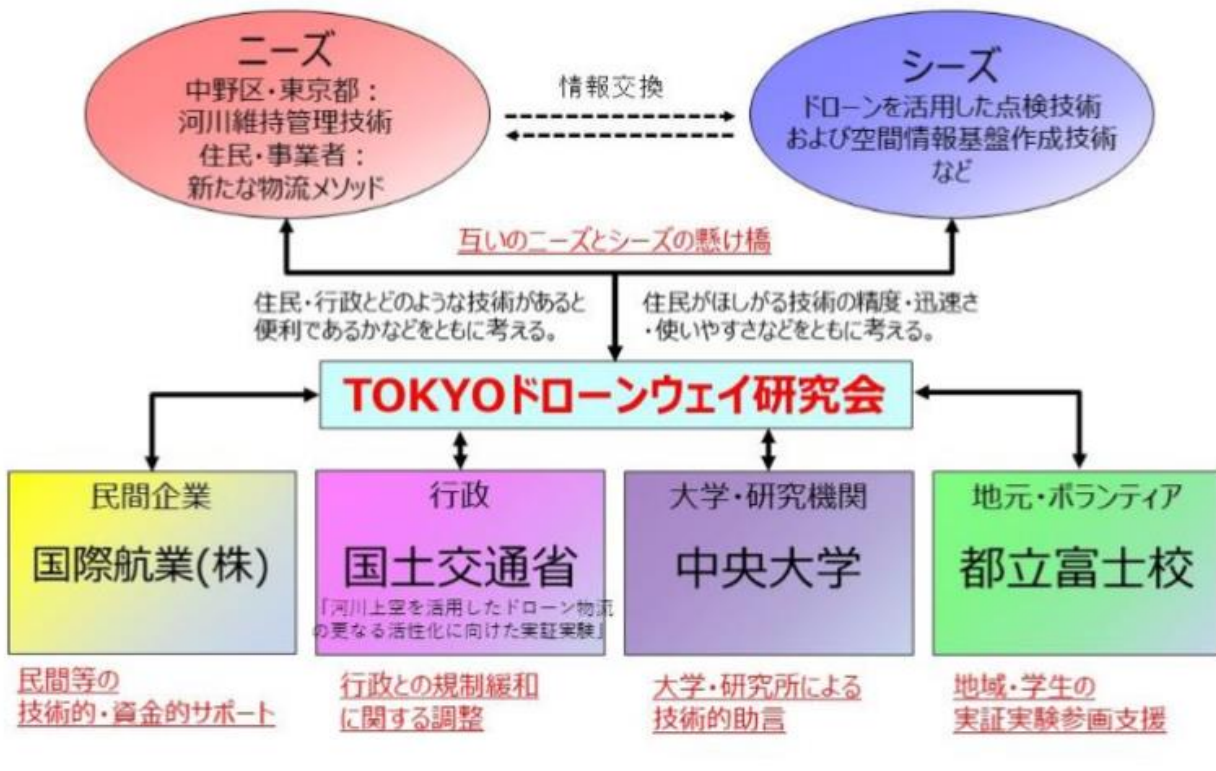 ニーズ
中野区・東京都：
河川維持管理技術
住民・事業者：
新たな物流メソッド
情報交換
シーズ
ドローンを活用した点検技術
および空間情報基盤作成技術
など
互いのニーズとシーズの懸け橋
住民・行政とどのような技術があると
便利であるかなどをともに考える。
住民がほしがる技術の精度・迅速さ
・使いやすさなどをともに考える。
TOKYOドローンウェイ研究会
民間企業
国際航業(株)
民間等の
技術的・資金的サポート
行政
国土交通省
「河川上空を活用したドローン物流
の更なる活性化に向けた実証実験」
行政との規制緩和
に関する調整
大学・研究機関
中央大学
大学・研究所による
技術的助言
地元・ボランティア
都立富士校
地域・学生の
実証実験参画支援